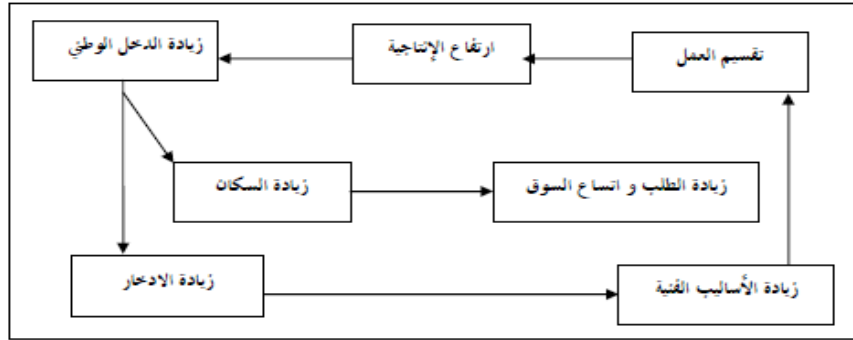 تقسيم العمل
ارتفاع الإنتاجية
زيادة الدخل الوطني
زيادة السكان
زيادة الطلب و اتساع السوق
زيادة الادخار
زيادة الأساليب الفنية